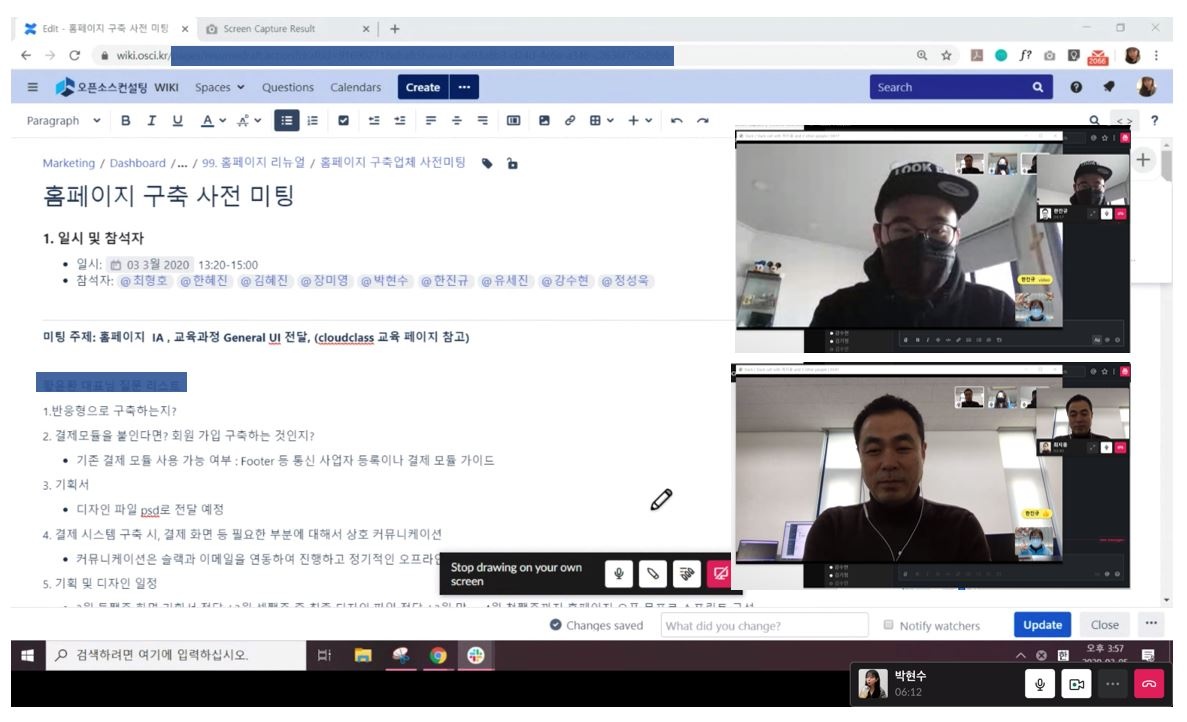 Edit - 홈페이지 구축 사전 미팅
Screen Capture Result
wiki.osci.kr/
2066
오픈소스컨설팅 WIKI Spaces Questions Calendars Create ···
Search
Paragraph
Marketing / Dashboard /... / 99. 홈페이지 리뉴얼 / 홈페이지 구축업체 사전미팅
홈페이지 구축 사전 미팅
1. 일시 및 참석자
• 일시: 03 3월 2020 13:20-15:00
• 참석자: @최형호 @한혜진 @김혜진 @장미영 @박현수 @한진규 @유세진 @강수현 @정성욱
미팅 주제: 홈페이지 IA , 교육과정 General UI 전달, (cloudclass 교육 페이지 참고)
1.반응형으로 구축하는지?
2. 결제모듈을 붙인다면? 회원 가입 구축하는 것인지?
• 기존 결제 모듈 사용 가능 여부 : Footer 등 통신 사업자 등록이나 결제 모듈 가이드
3. 기획서
• 디자인 파일 psd로 전달 예정
4. 결제 시스템 구축 시, 결제 화면 등 필요한 부분에 대해서 상호 커뮤니케이션
• 커뮤니케이션은 슬랙과 이메일을 연동하여 진행하고 정기적인 오프라인
5. 기획 및 디자인 일정
한진규
한진규
한진규
Stop drawing on your own
screen
Changes saved
What did you change?
Notify watchers
Update
Close
검색하려면 여기에 입력하십시오.
오후 3:57
박현수
06:12